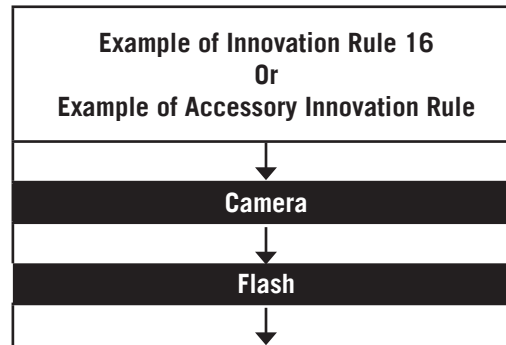 Example of Innovation Rule 16
Or
Example of Accessory Innovation Rule
Camera
Flash